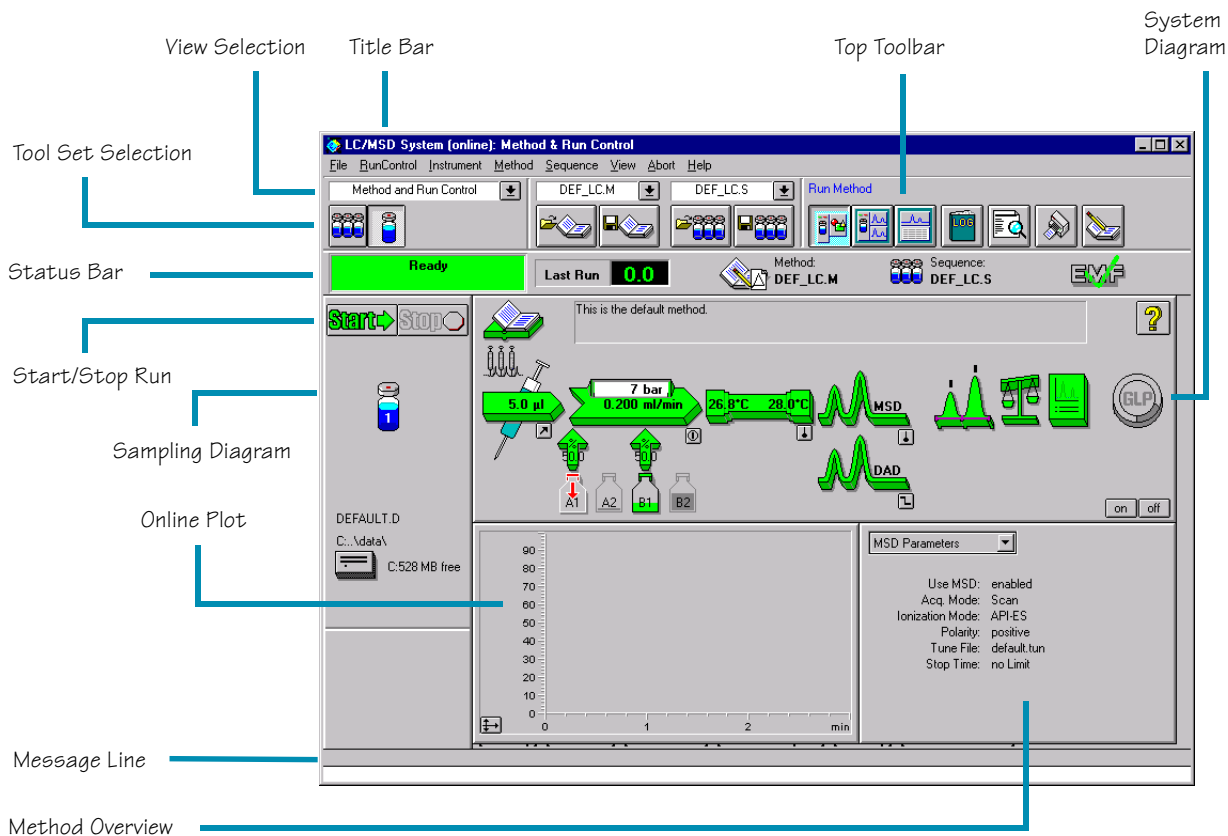 System
Diagram
View Selection
Title Bar
Top Toolbar
Tool Set Selection
Status Bar
Start/Stop Run
Sampling Diagram
Online Plot
Message Line
Method Overview
LC/MSD System (online): Method & Run Control
File RunControl Instrument Method Sequence View Abort Help
Method and Run Control
DEF_LC.M
DEF_LC.S
Run Method
LOG
Ready
Last Run 0.0
Method:
DEF_LC.M
Sequence:
DEF_LC.S
EMF
Start Stop
This is the default method.
?
1
5.0 µl
7 bar
0.200 ml/min
26.8°C 28.0°C
MSD
GLP
% %
50.0 50.0
DAD
A1 A2 B1 B2
on off
DEFAULT.D
C:..\data\
C:528 MB free
90
80
70
60
50
40
30
20
10
0
0 1 2 min
MSD Parameters
Use MSD: enabled
Acq. Mode: Scan
Ionization Mode: API-ES
Polarity: positive
Tune File: default.tun
Stop Time: no Limit